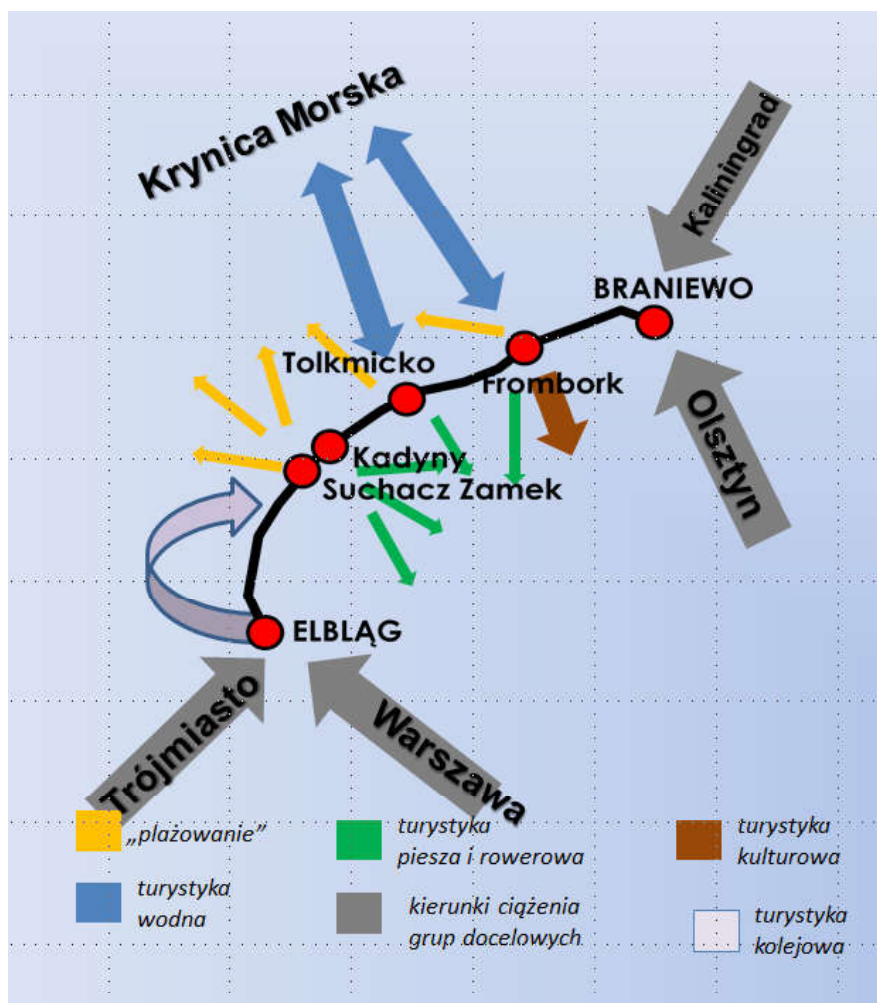 Krynica Morska
Kaliningrad
BRANIEWO
Tolkmicko
Frombork
Olsztyn
Kadyny
Suchacz Zamek
ELBLĄG
Trójmiasto
Warszawa
„plażowanie”
turystyka
piesza i rowerowa
turystyka
kulturowa
turystyka
wodna
kierunki ciążenia
grup docelowych
turystyka
kolejowa